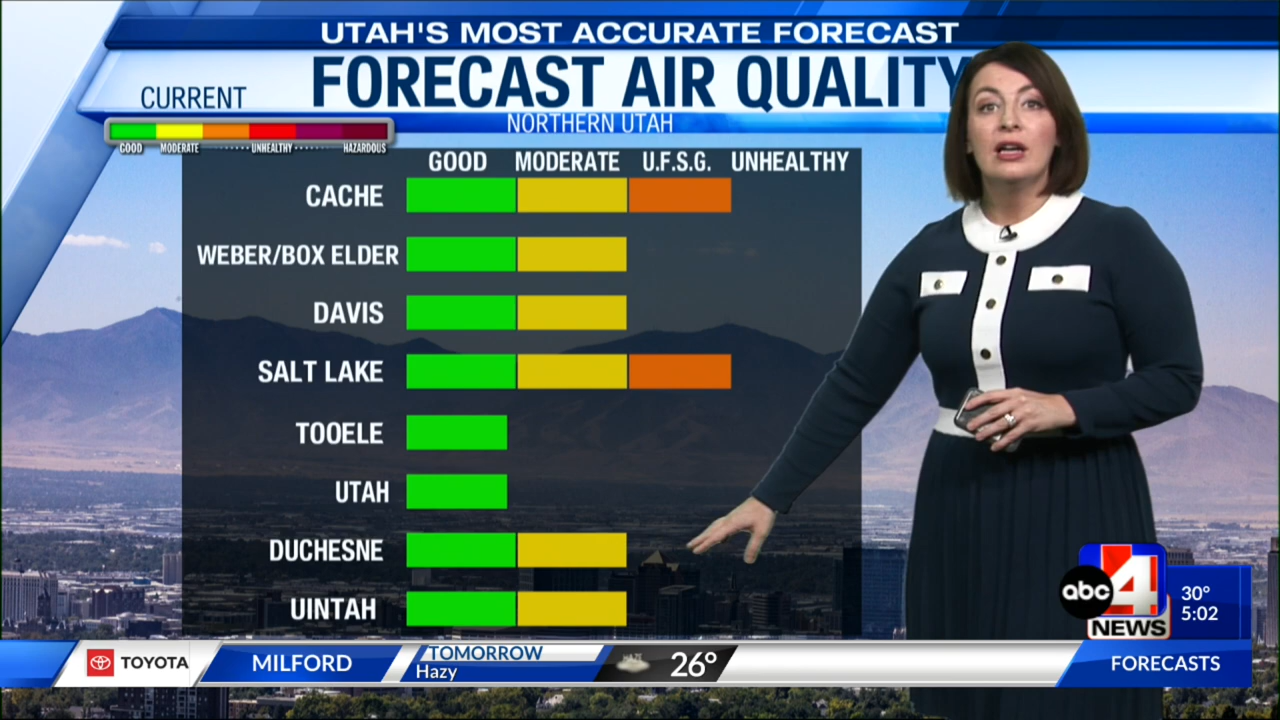 UTAH'S MOST ACCURATE FORECAST
FORECAST AIR QUALITY
CURRENT
NORTHERN UTAH
GOOD MODERATE UNHEALTHY HAZARDOUS
GOOD MODERATE U.F.S.G. UNHEALTHY
CACHE
WEBER/BOX ELDER
DAVIS
SALT LAKE
TOOELE
UTAH
DUCHESNE
UINTAH
abc 4
NEWS
30°
5:02
TOYOTA
MILFORD
TOMORROW
Hazy
26°
FORECASTS